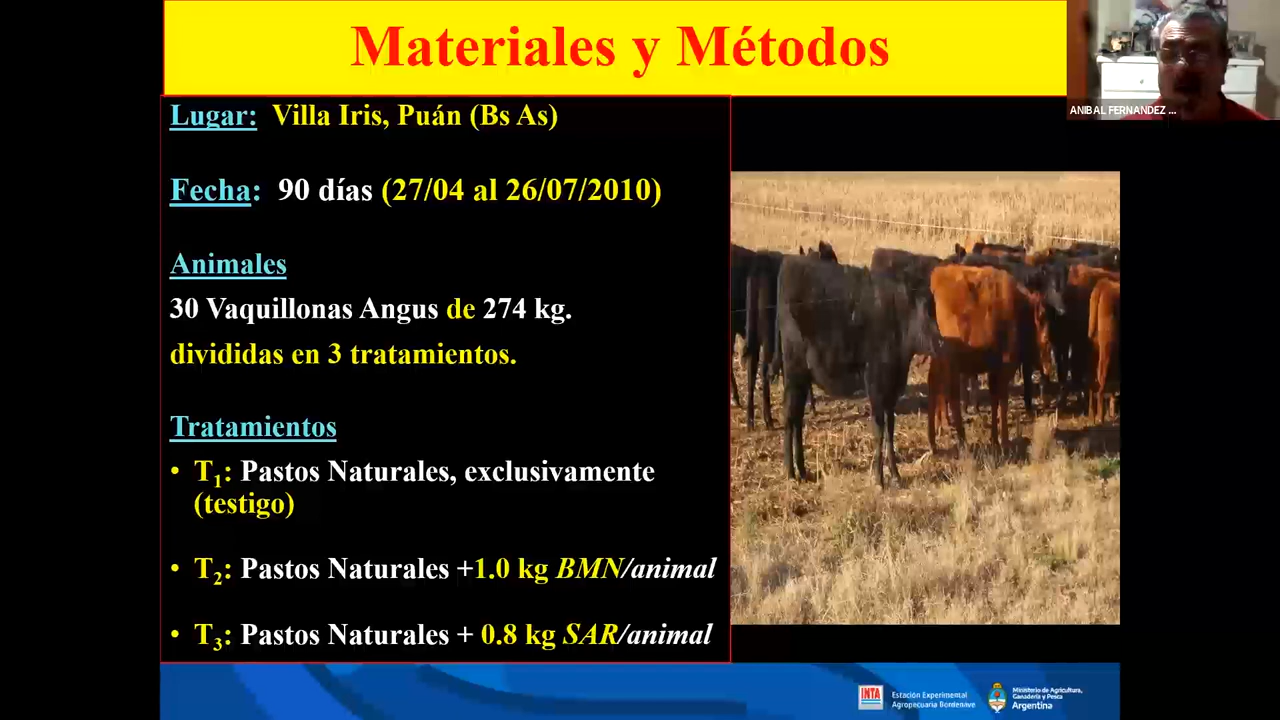 Materiales y Métodos
ANIBAL FERNANDEZ ...
Lugar: Villa Iris, Puán (Bs As)
Fecha: 90 días (27/04 al 26/07/2010)
Animales
30 Vaquillonas Angus de 274 kg.
divididas en 3 tratamientos.
Tratamientos
• T1: Pastos Naturales, exclusivamente
(testigo)
• T2: Pastos Naturales +1.0 kg BMN/animal
• T3: Pastos Naturales + 0.8 kg SAR/animal
INTA
Estación Experimental
Agropecuaria Bordenave
Ministerio de Agricultura,
Ganadería y Pesca
Argentina